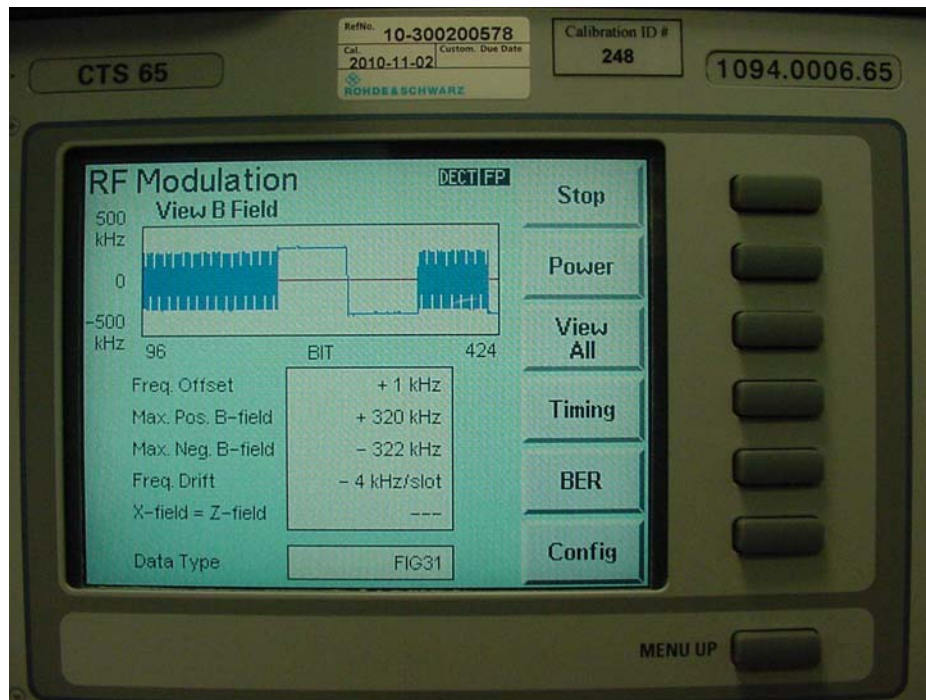 RefNo. 10-300200578
Cal. Custom. Due Date
2010-11-02
ROHDE&SCHWARZ
Calibration ID #
248
CTS 65
1094.0006.65
RF Modulation
DECT FP
View B Field
500
kHz
0
-500
kHz
96 BIT 424
Freq. Offset + 1 kHz
Max. Pos. B-field + 320 kHz
Max. Neg. B-field - 322 kHz
Freq. Drift - 4 kHz/slot
X-field = Z-field ---
Data Type FIG31
Stop
Power
View
All
Timing
BER
Config
MENU UP